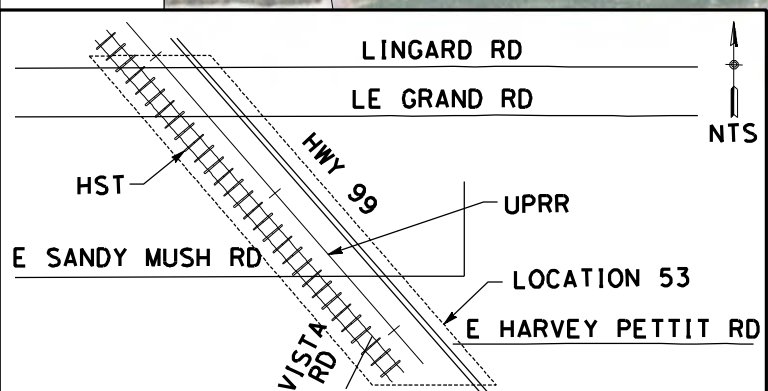 LINGARD RD
LE GRAND RD
NTS
HWY 99
HST
UPRR
E SANDY MUSH RD
LOCATION 53
E HARVEY PETTIT RD
VISTA
RD